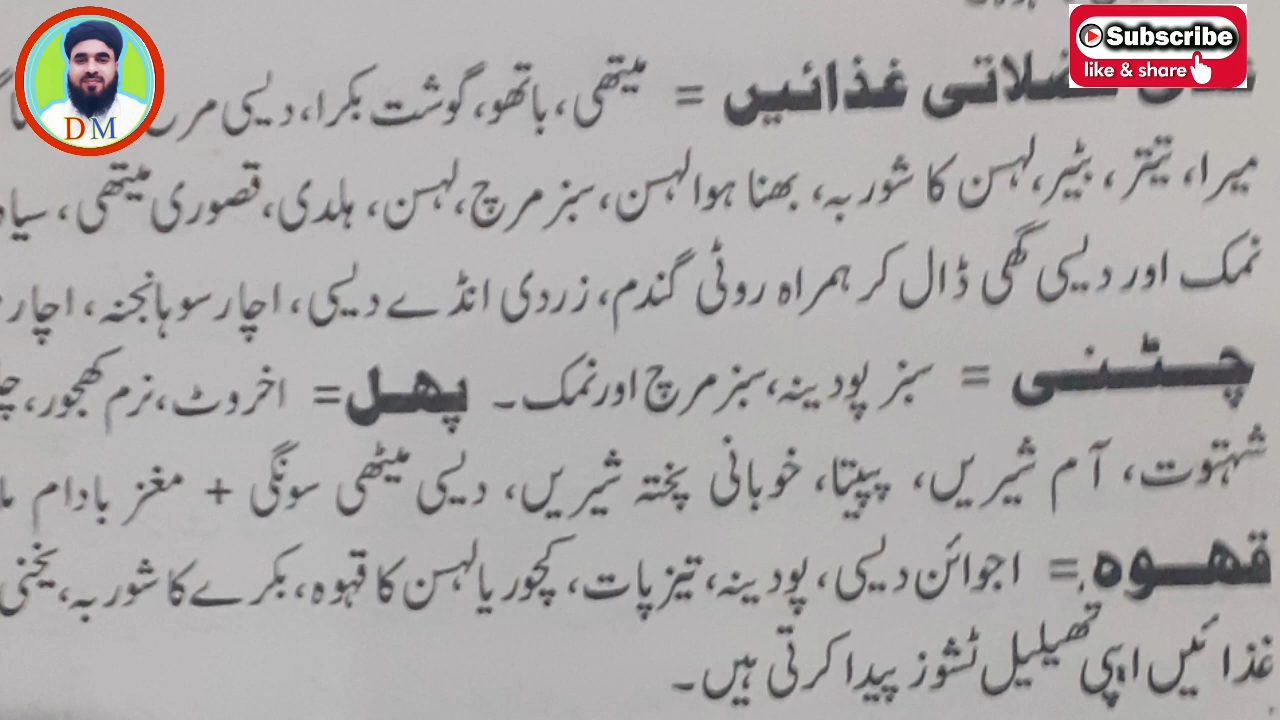 Subscribe
like & share
DM
غذائیں = میتھی، باتھو، گوشت بکرا، دیسی
میرا، تیتر، بٹیر، لہسن کا شوربہ، بھنا ہوا لہسن، سبز مرچ، لہسن، ہلدی، قصوری میتھی،
نمک اور دیسی گھی ڈال کر ہمراہ روٹی گندم، زردی انڈے دیسی، اچار سوہانجنہ، اچار
چٹنی = سبز پودینہ، سبز مرچ اور نمک۔ پھل= اخروٹ، نرم کھجور،
شہتوت، آم شیریں، پپیتا، خوبانی پختہ شیریں، دیسی میٹھی سونگی + مغز بادام
قہوہ= اجوائن دیسی، پودینہ، تیز پات، کچور یا لہسن کا قہوہ، بکرے کا شوربہ، یخنی
غذائیں اپی تھیلیل ٹشوز پیدا کرتی ہیں۔